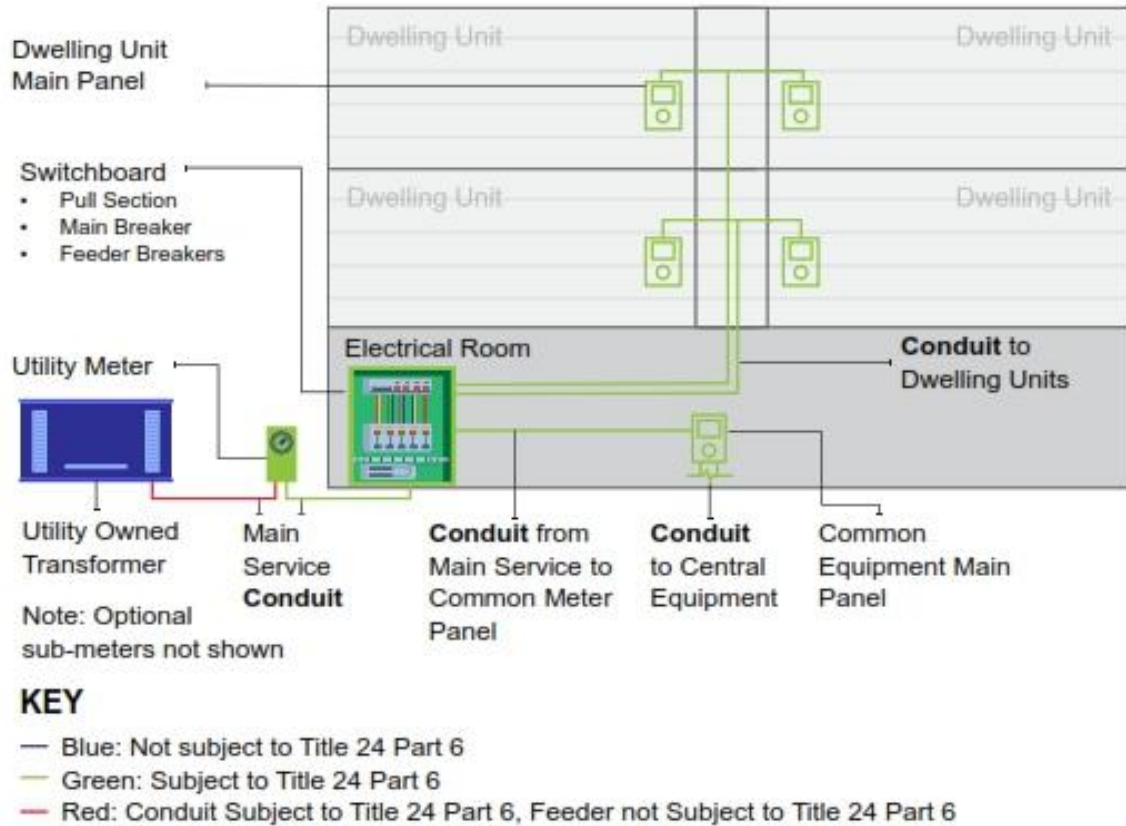 Dwelling Unit
Dwelling Unit
Dwelling Unit
Main Panel
Switchboard
• Pull Section
• Main Breaker
• Feeder Breakers
Dwelling Unit
Dwelling Unit
Electrical Room
Conduit to
Dwelling Units
Utility Meter
Utility Owned
Transformer
Note: Optional
sub-meters not shown
Main
Service
Conduit
Conduit from
Main Service to
Common Meter
Panel
Conduit
to Central
Equipment
Common
Equipment Main
Panel
KEY
Blue: Not subject to Title 24 Part 6
Green: Subject to Title 24 Part 6
Red: Conduit Subject to Title 24 Part 6, Feeder not Subject to Title 24 Part 6